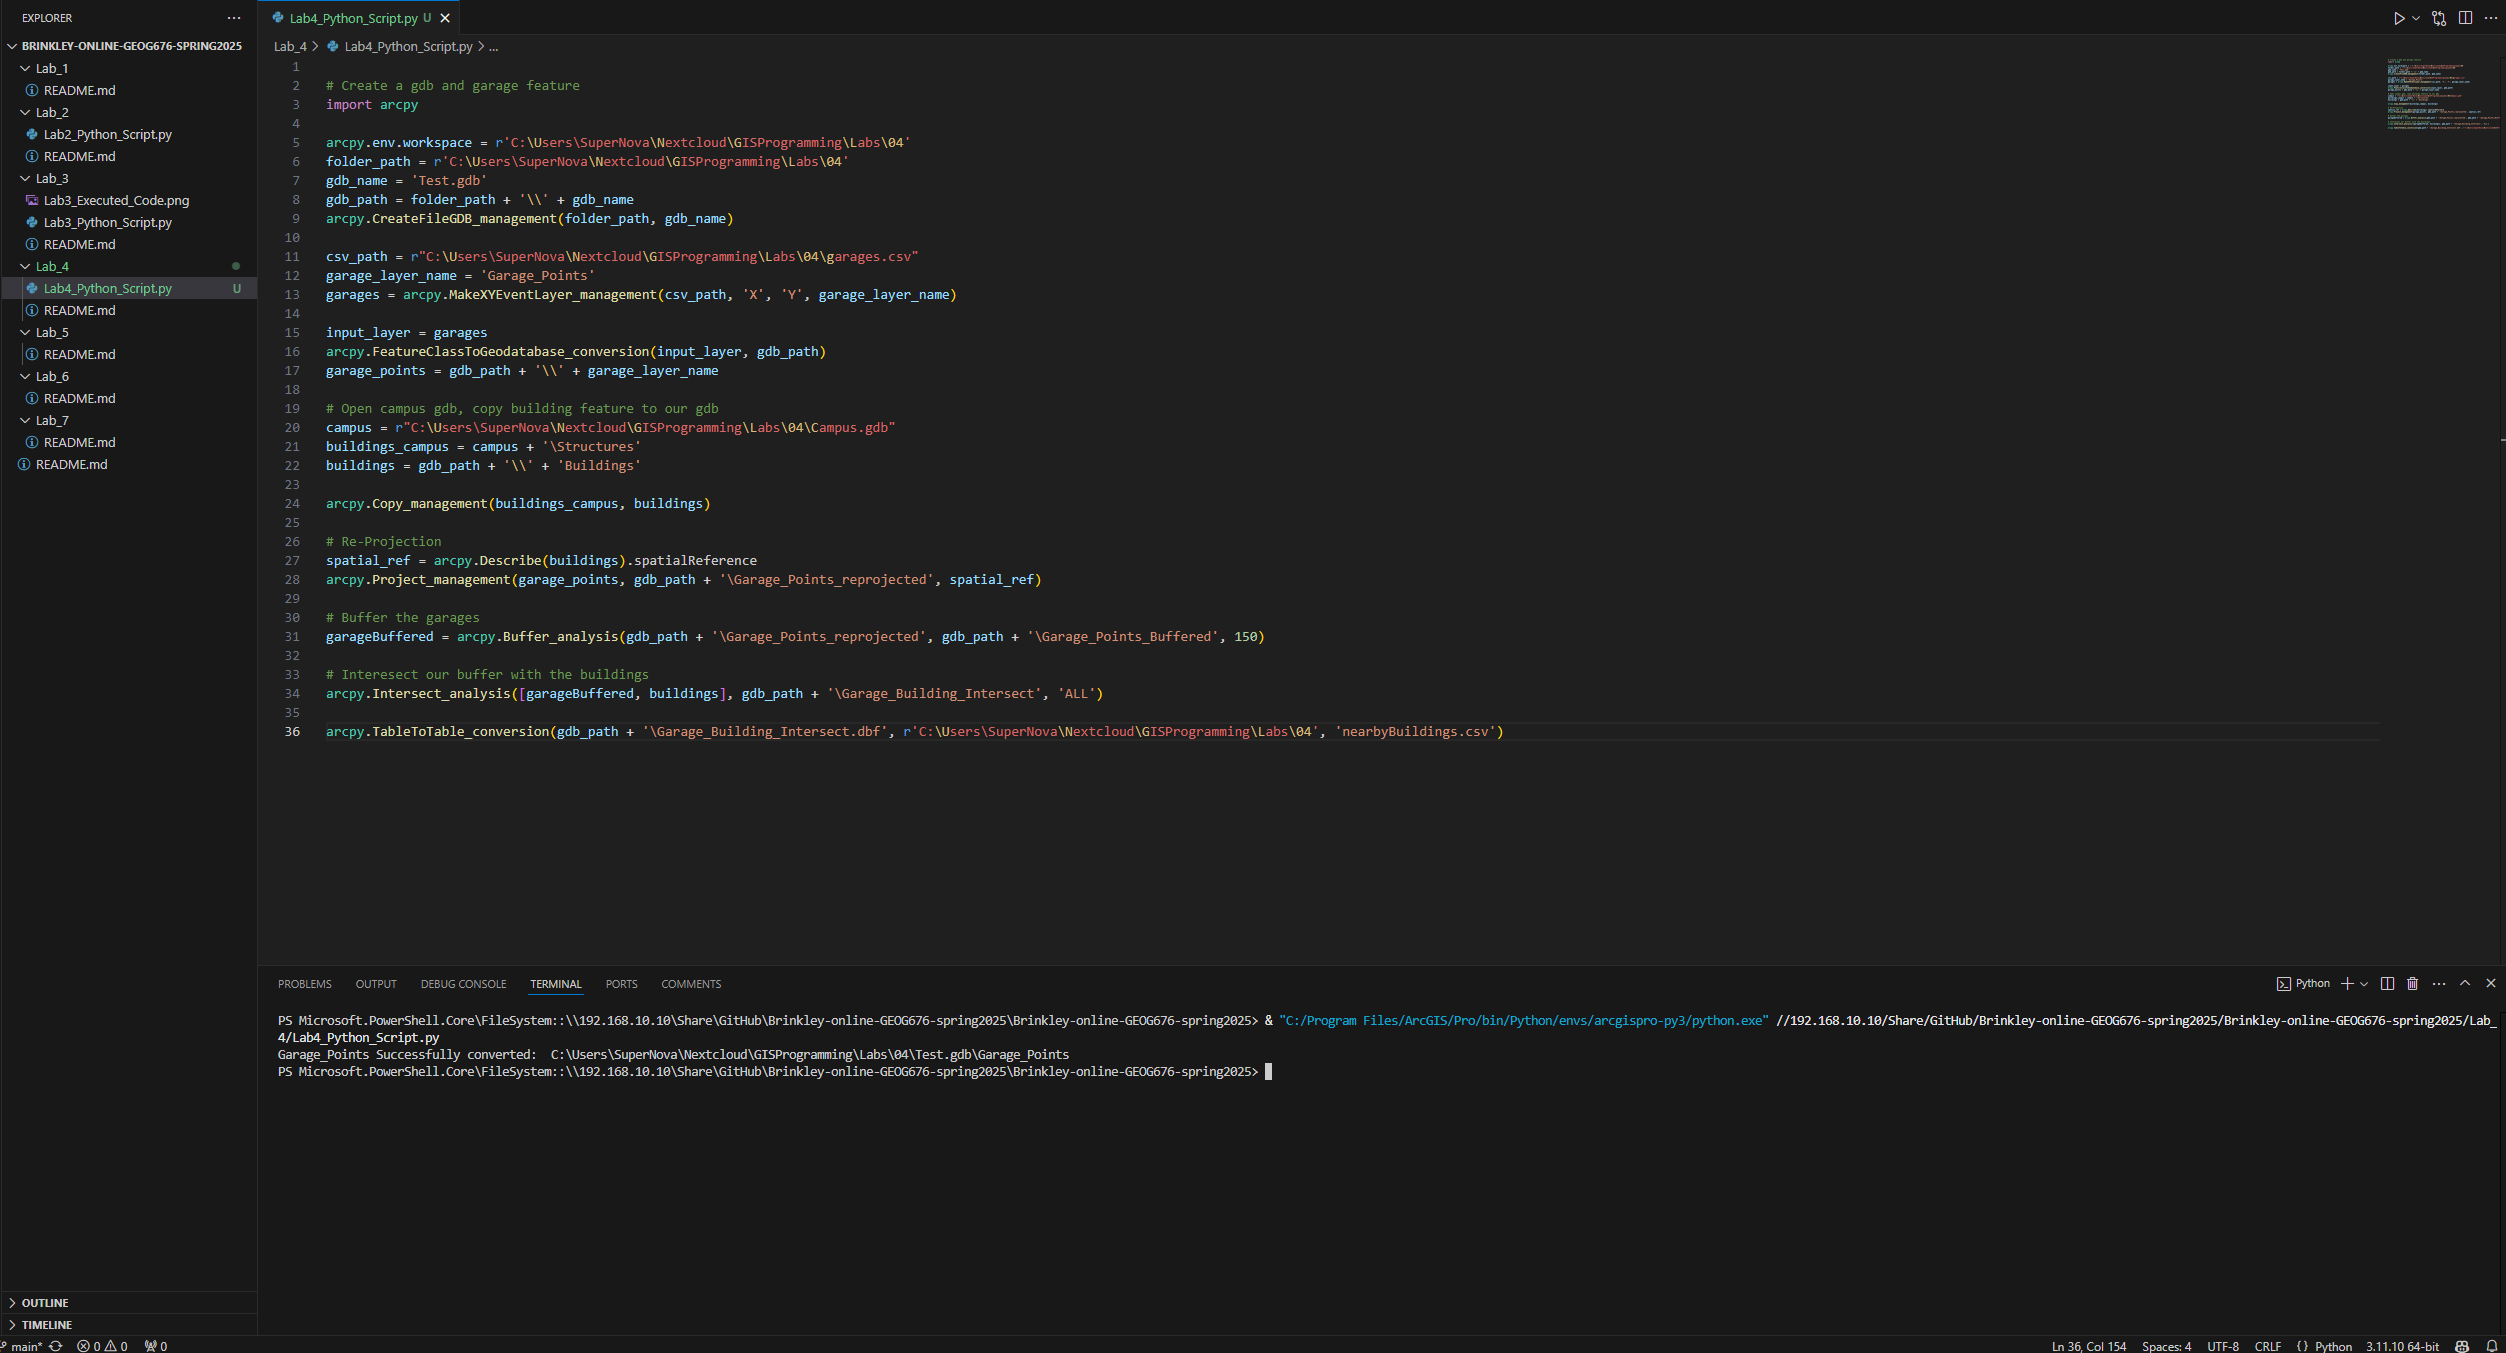 EXPLORER
BRINKLEY-ONLINE-GEOG676-SPRING2025
Lab_1
README.md
Lab_2
Lab2_Python_Script.py
README.md
Lab_3
Lab3_Executed_Code.png
Lab3_Python_Script.py
README.md
Lab_4
Lab4_Python_Script.py U
README.md
Lab_5
README.md
Lab_6
README.md
Lab_7
README.md
README.md
OUTLINE
TIMELINE
Lab4_Python_Script.py U
Lab_4 > Lab4_Python_Script.py > ...
1
2 # Create a gdb and garage feature
3 import arcpy
4
5 arcpy.env.workspace = r'C:\Users\SuperNova\Nextcloud\GISProgramming\Labs\04'
6 folder_path = r'C:\Users\SuperNova\Nextcloud\GISProgramming\Labs\04'
7 gdb_name = 'Test.gdb'
8 gdb_path = folder_path + '\\' + gdb_name
9 arcpy.CreateFileGDB_management(folder_path, gdb_name)
10
11 csv_path = r"C:\Users\SuperNova\Nextcloud\GISProgramming\Labs\04\garages.csv"
12 garage_layer_name = 'Garage_Points'
13 garages = arcpy.MakeXYEventLayer_management(csv_path, 'X', 'Y', garage_layer_name)
14
15 input_layer = garages
16 arcpy.FeatureClassToGeodatabase_conversion(input_layer, gdb_path)
17 garage_points = gdb_path + '\\' + garage_layer_name
18
19 # Open campus gdb, copy building feature to our gdb
20 campus = r"C:\Users\SuperNova\Nextcloud\GISProgramming\Labs\04\Campus.gdb"
21 buildings_campus = campus + '\Structures'
22 buildings = gdb_path + '\\' + 'Buildings'
23
24 arcpy.Copy_management(buildings_campus, buildings)
25
26 # Re-Projection
27 spatial_ref = arcpy.Describe(buildings).spatialReference
28 arcpy.Project_management(garage_points, gdb_path + '\Garage_Points_reprojected', spatial_ref)
29
30 # Buffer the garages
31 garageBuffered = arcpy.Buffer_analysis(gdb_path + '\Garage_Points_reprojected', gdb_path + '\Garage_Points_Buffered', 150)
32
33 # Interesect our buffer with the buildings
34 arcpy.Intersect_analysis([garageBuffered, buildings], gdb_path + '\Garage_Building_Intersect', 'ALL')
35
36 arcpy.TableToTable_conversion(gdb_path + '\Garage_Building_Intersect.dbf', r'C:\Users\SuperNova\Nextcloud\GISProgramming\Labs\04', 'nearbyBuildings.csv')
PROBLEMS OUTPUT DEBUG CONSOLE TERMINAL PORTS COMMENTS Python
PS Microsoft.PowerShell.Core\FileSystem::\\192.168.10.10\Share\GitHub\Brinkley-online-GEOG676-spring2025\Brinkley-online-GEOG676-spring2025> & "C:/Program Files/ArcGIS/Pro/bin/Python/envs/arcgispro-py3/python.exe" //192.168.10.10/Share/GitHub/Brinkley-online-GEOG676-spring2025/Brinkley-online-GEOG676-spring2025/Lab_
4/Lab4_Python_Script.py
Garage_Points Successfully converted:  C:\Users\SuperNova\Nextcloud\GISProgramming\Labs\04\Test.gdb\Garage_Points
PS Microsoft.PowerShell.Core\FileSystem::\\192.168.10.10\Share\GitHub\Brinkley-online-GEOG676-spring2025\Brinkley-online-GEOG676-spring2025>
main* 0 0 0 Ln 36, Col 154 Spaces: 4 UTF-8 CRLF {} Python 3.11.10 64-bit